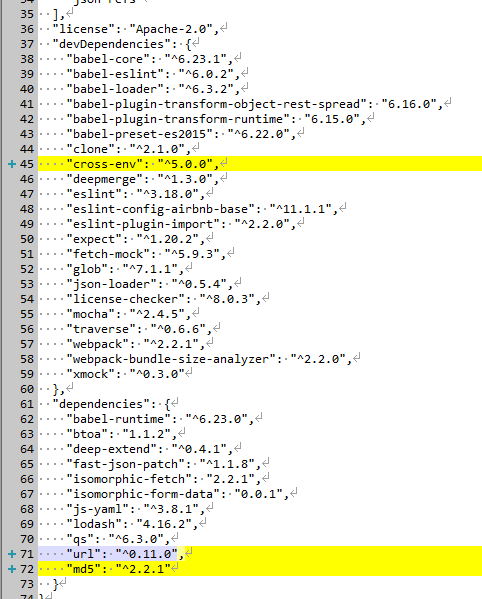 35 ],
36 "license": "Apache-2.0",
37 "devDependencies": {
38 "babel-core": "^6.23.1",
39 "babel-eslint": "^6.0.2",
40 "babel-loader": "^6.3.2",
41 "babel-plugin-transform-object-rest-spread": "6.16.0",
42 "babel-plugin-transform-runtime": "6.15.0",
43 "babel-preset-es2015": "^6.22.0",
44 "clone": "^2.1.0",
+ 45 "cross-env": "^5.0.0",
46 "deepmerge": "^1.3.0",
47 "eslint": "^3.18.0",
48 "eslint-config-airbnb-base": "^11.1.1",
49 "eslint-plugin-import": "^2.2.0",
50 "expect": "^1.20.2",
51 "fetch-mock": "^5.9.3",
52 "glob": "^7.1.1",
53 "json-loader": "^0.5.4",
54 "license-checker": "^8.0.3",
55 "mocha": "^2.4.5",
56 "traverse": "^0.6.6",
57 "webpack": "^2.2.1",
58 "webpack-bundle-size-analyzer": "^2.2.0",
59 "xmock": "^0.3.0"
60 },
61 "dependencies": {
62 "babel-runtime": "^6.23.0",
63 "btoa": "1.1.2",
64 "deep-extend": "^0.4.1",
65 "fast-json-patch": "^1.1.8",
66 "isomorphic-fetch": "2.2.1",
67 "isomorphic-form-data": "0.0.1",
68 "js-yaml": "^3.8.1",
69 "lodash": "4.16.2",
70 "qs": "^6.3.0",
+ 71 "url": "^0.11.0",
+ 72 "md5": "^2.2.1"
73 }